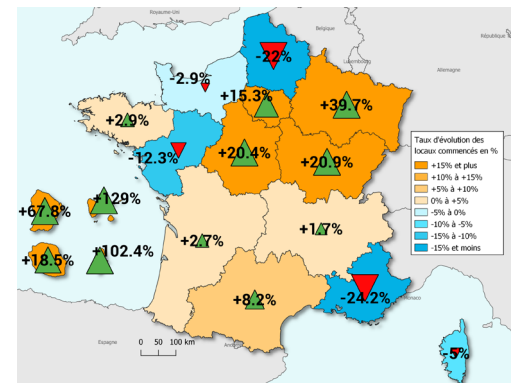 Royaume-Uni
Belgique
République
-22%
Luxembourg
Allemagne
-2.9%
+15.3%
+39.7%
+2.9%
-12.3%
+20.4%
+20.9%
Taux d'évolution des
locaux commencés en %
+15% et plus
+10% à +15%
+5% à +10%
0% à +5%
-5% à 0%
-10% à -5%
-15% à -10%
-15% et moins
+129%
+67.8%
+1.7%
+2.7%
+102.4%
+18.5%
-24.2%
Monaco
+8.2%
Espagne
0 50 100 km
-5%